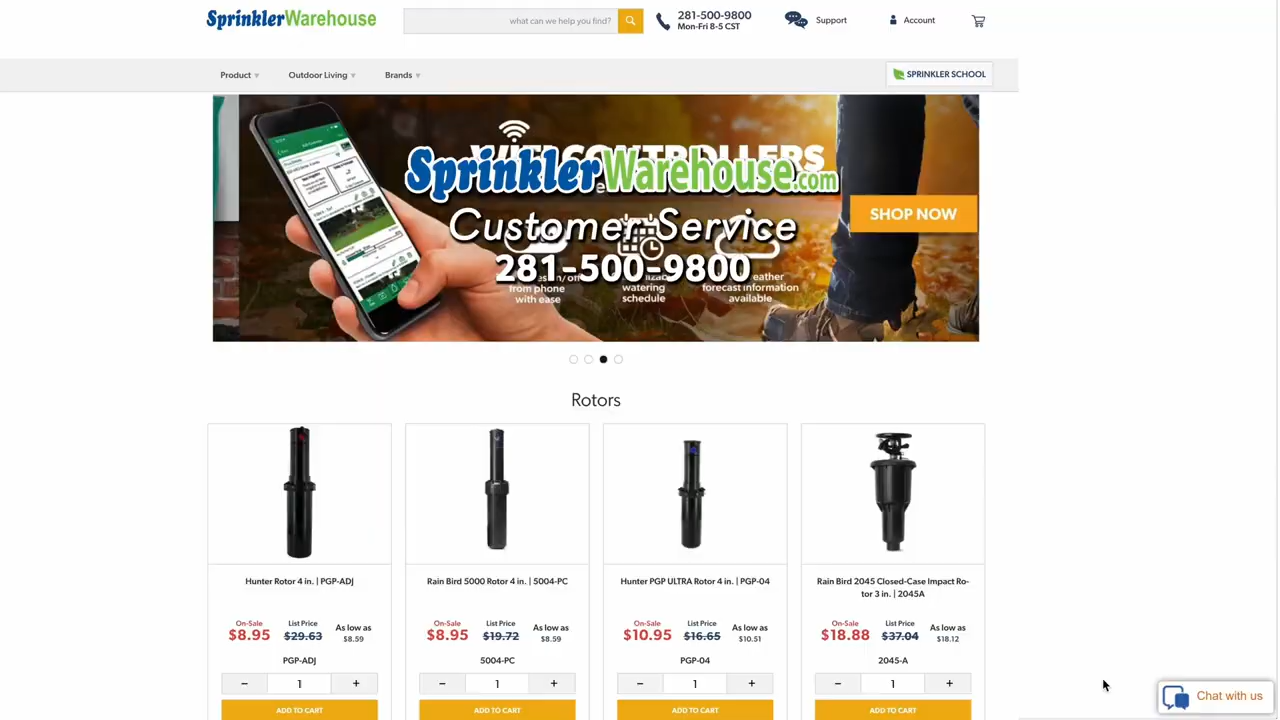 SprinklerWarehouse
what can we help you find?
281-500-9800
Mon-Fri 8-5 CST
Support
Account
Product
Outdoor Living
Brands
SPRINKLER SCHOOL
WIFI CONTROLLERS
SprinklerWarehouse.com
Customer Service
281-500-9800
SHOP NOW
from phone
with ease
watering
schedule
forecast information
available
Rotors
Hunter Rotor 4 in. | PGP-ADJ
On-Sale List Price As low as
$8.95 $29.63 $8.59
PGP-ADJ
− 1 +
ADD TO CART
Rain Bird 5000 Rotor 4 in. | 5004-PC
On-Sale List Price As low as
$8.95 $19.72 $8.59
5004-PC
− 1 +
ADD TO CART
Hunter PGP ULTRA Rotor 4 in. | PGP-04
On-Sale List Price As low as
$10.95 $16.65 $10.51
PGP-04
− 1 +
ADD TO CART
Rain Bird 2045 Closed-Case Impact Ro-
tor 3 in. | 2045A
On-Sale List Price As low as
$18.88 $37.04 $18.12
2045-A
− 1 +
ADD TO CART
Chat with us